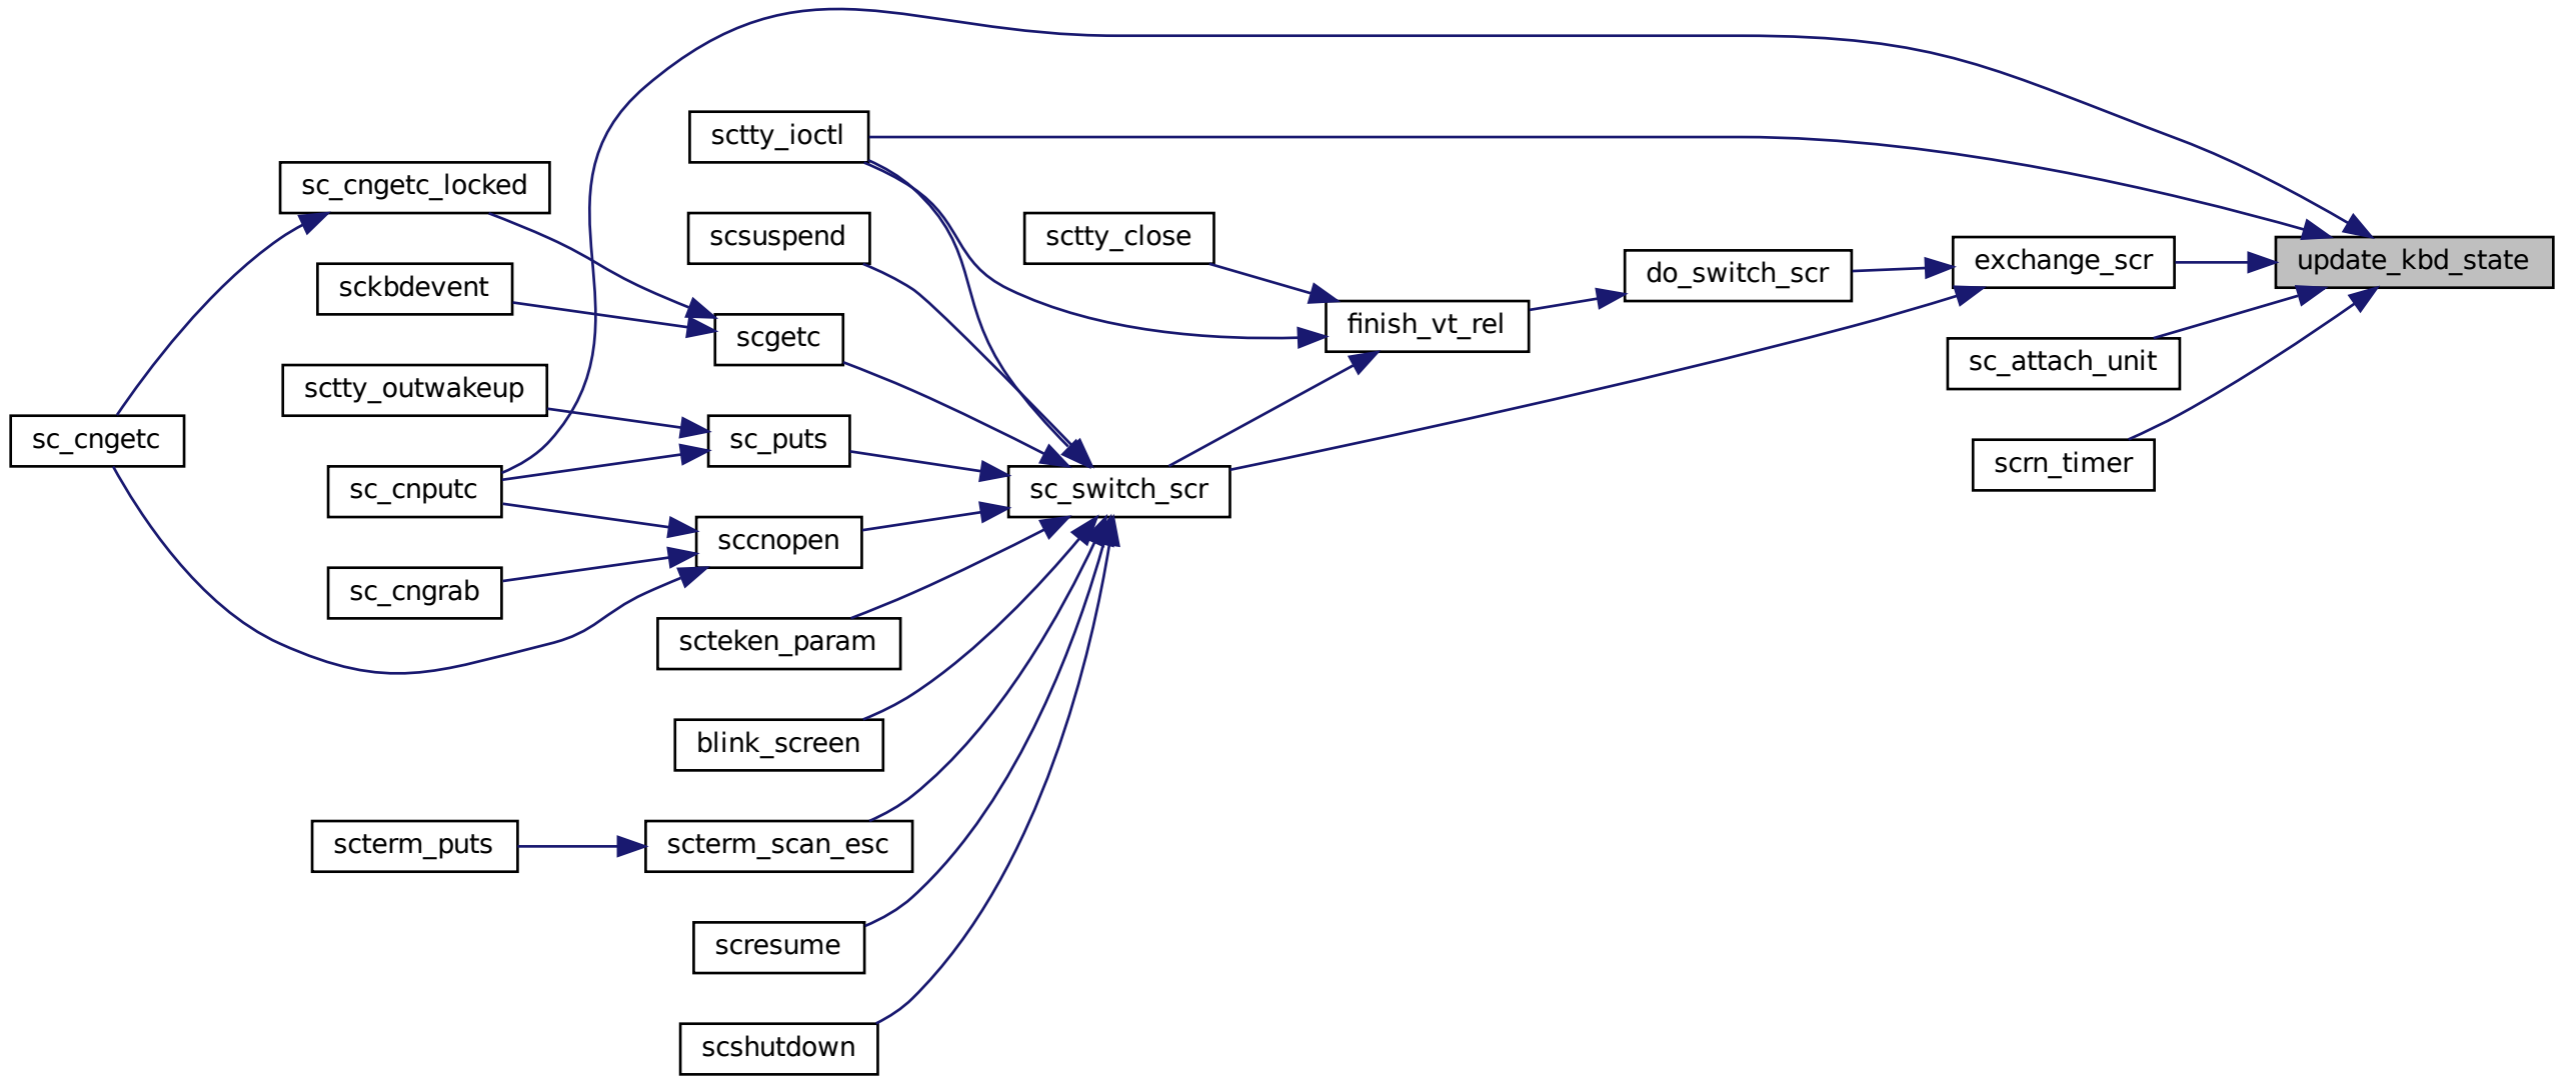 sctty_ioctl
sc_cngetc_locked
scsuspend
sctty_close
exchange_scr
update_kbd_state
do_switch_scr
sckbdevent
finish_vt_rel
scgetc
sc_attach_unit
sctty_outwakeup
sc_cngetc
sc_puts
scrn_timer
sc_cnputc
sc_switch_scr
sccnopen
sc_cngrab
scteken_param
blink_screen
scterm_puts
scterm_scan_esc
scresume
scshutdown